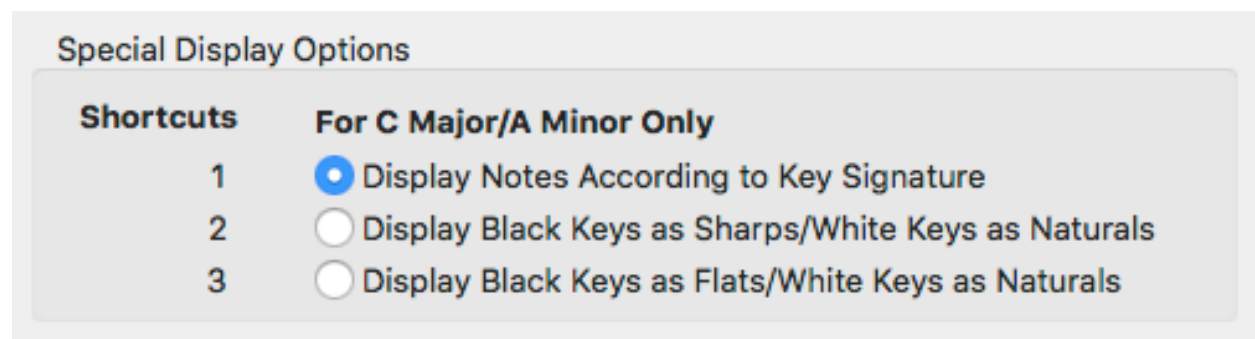 Special Display Options
Shortcuts For C Major/A Minor Only
1 Display Notes According to Key Signature
2 Display Black Keys as Sharps/White Keys as Naturals
3 Display Black Keys as Flats/White Keys as Naturals